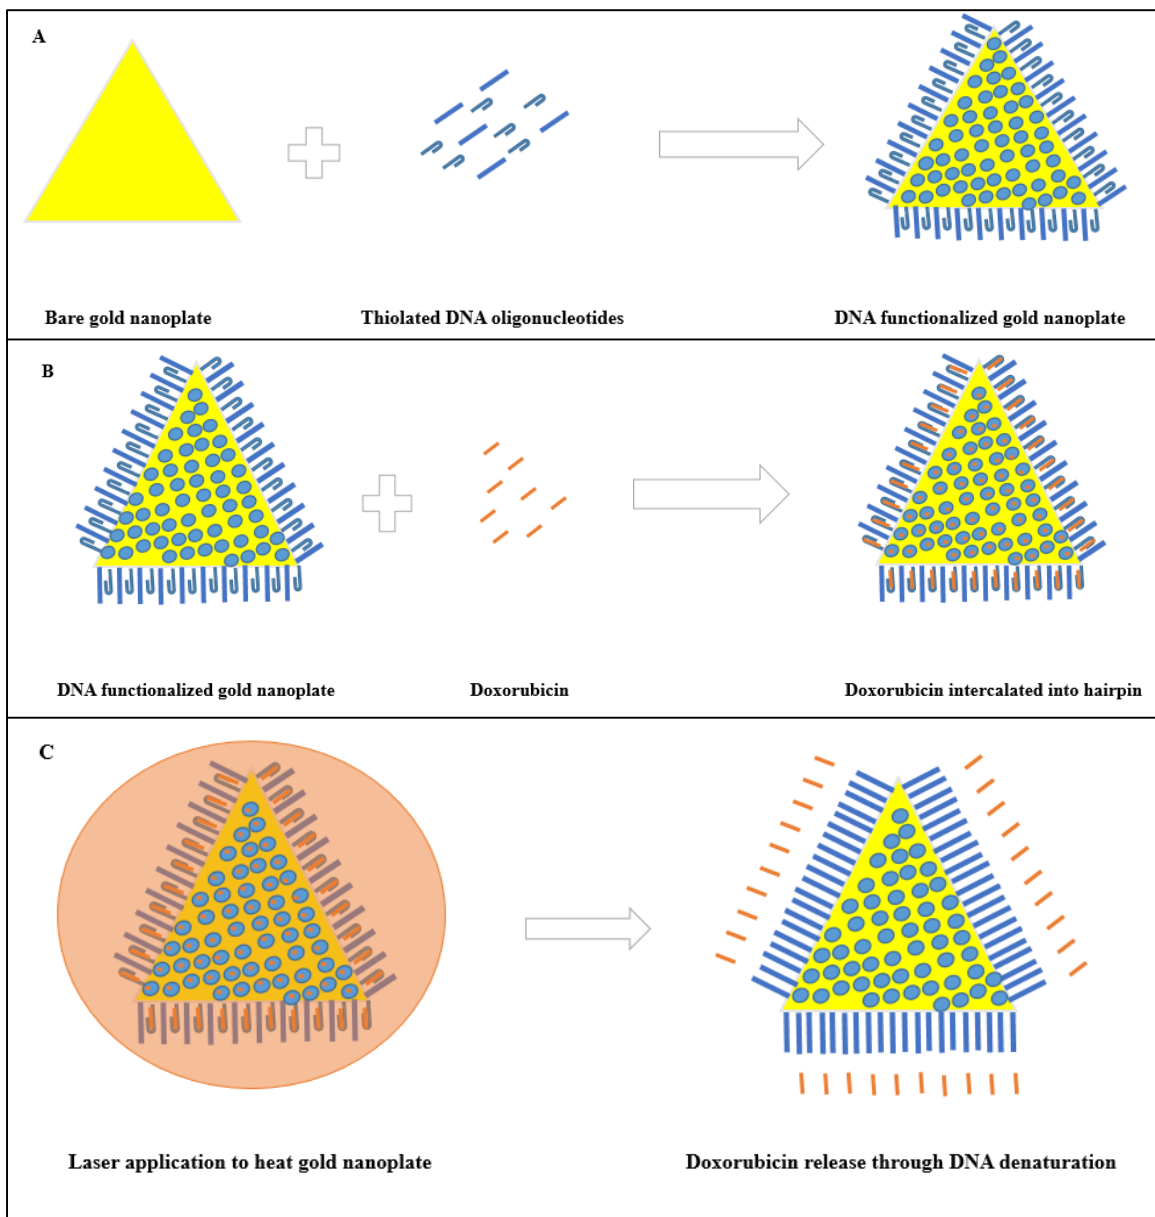 A
Bare gold nanoplate
Thiolated DNA oligonucleotides
DNA functionalized gold nanoplate
B
DNA functionalized gold nanoplate
Doxorubicin
Doxorubicin intercalated into hairpin
C
Laser application to heat gold nanoplate
Doxorubicin release through DNA denaturation